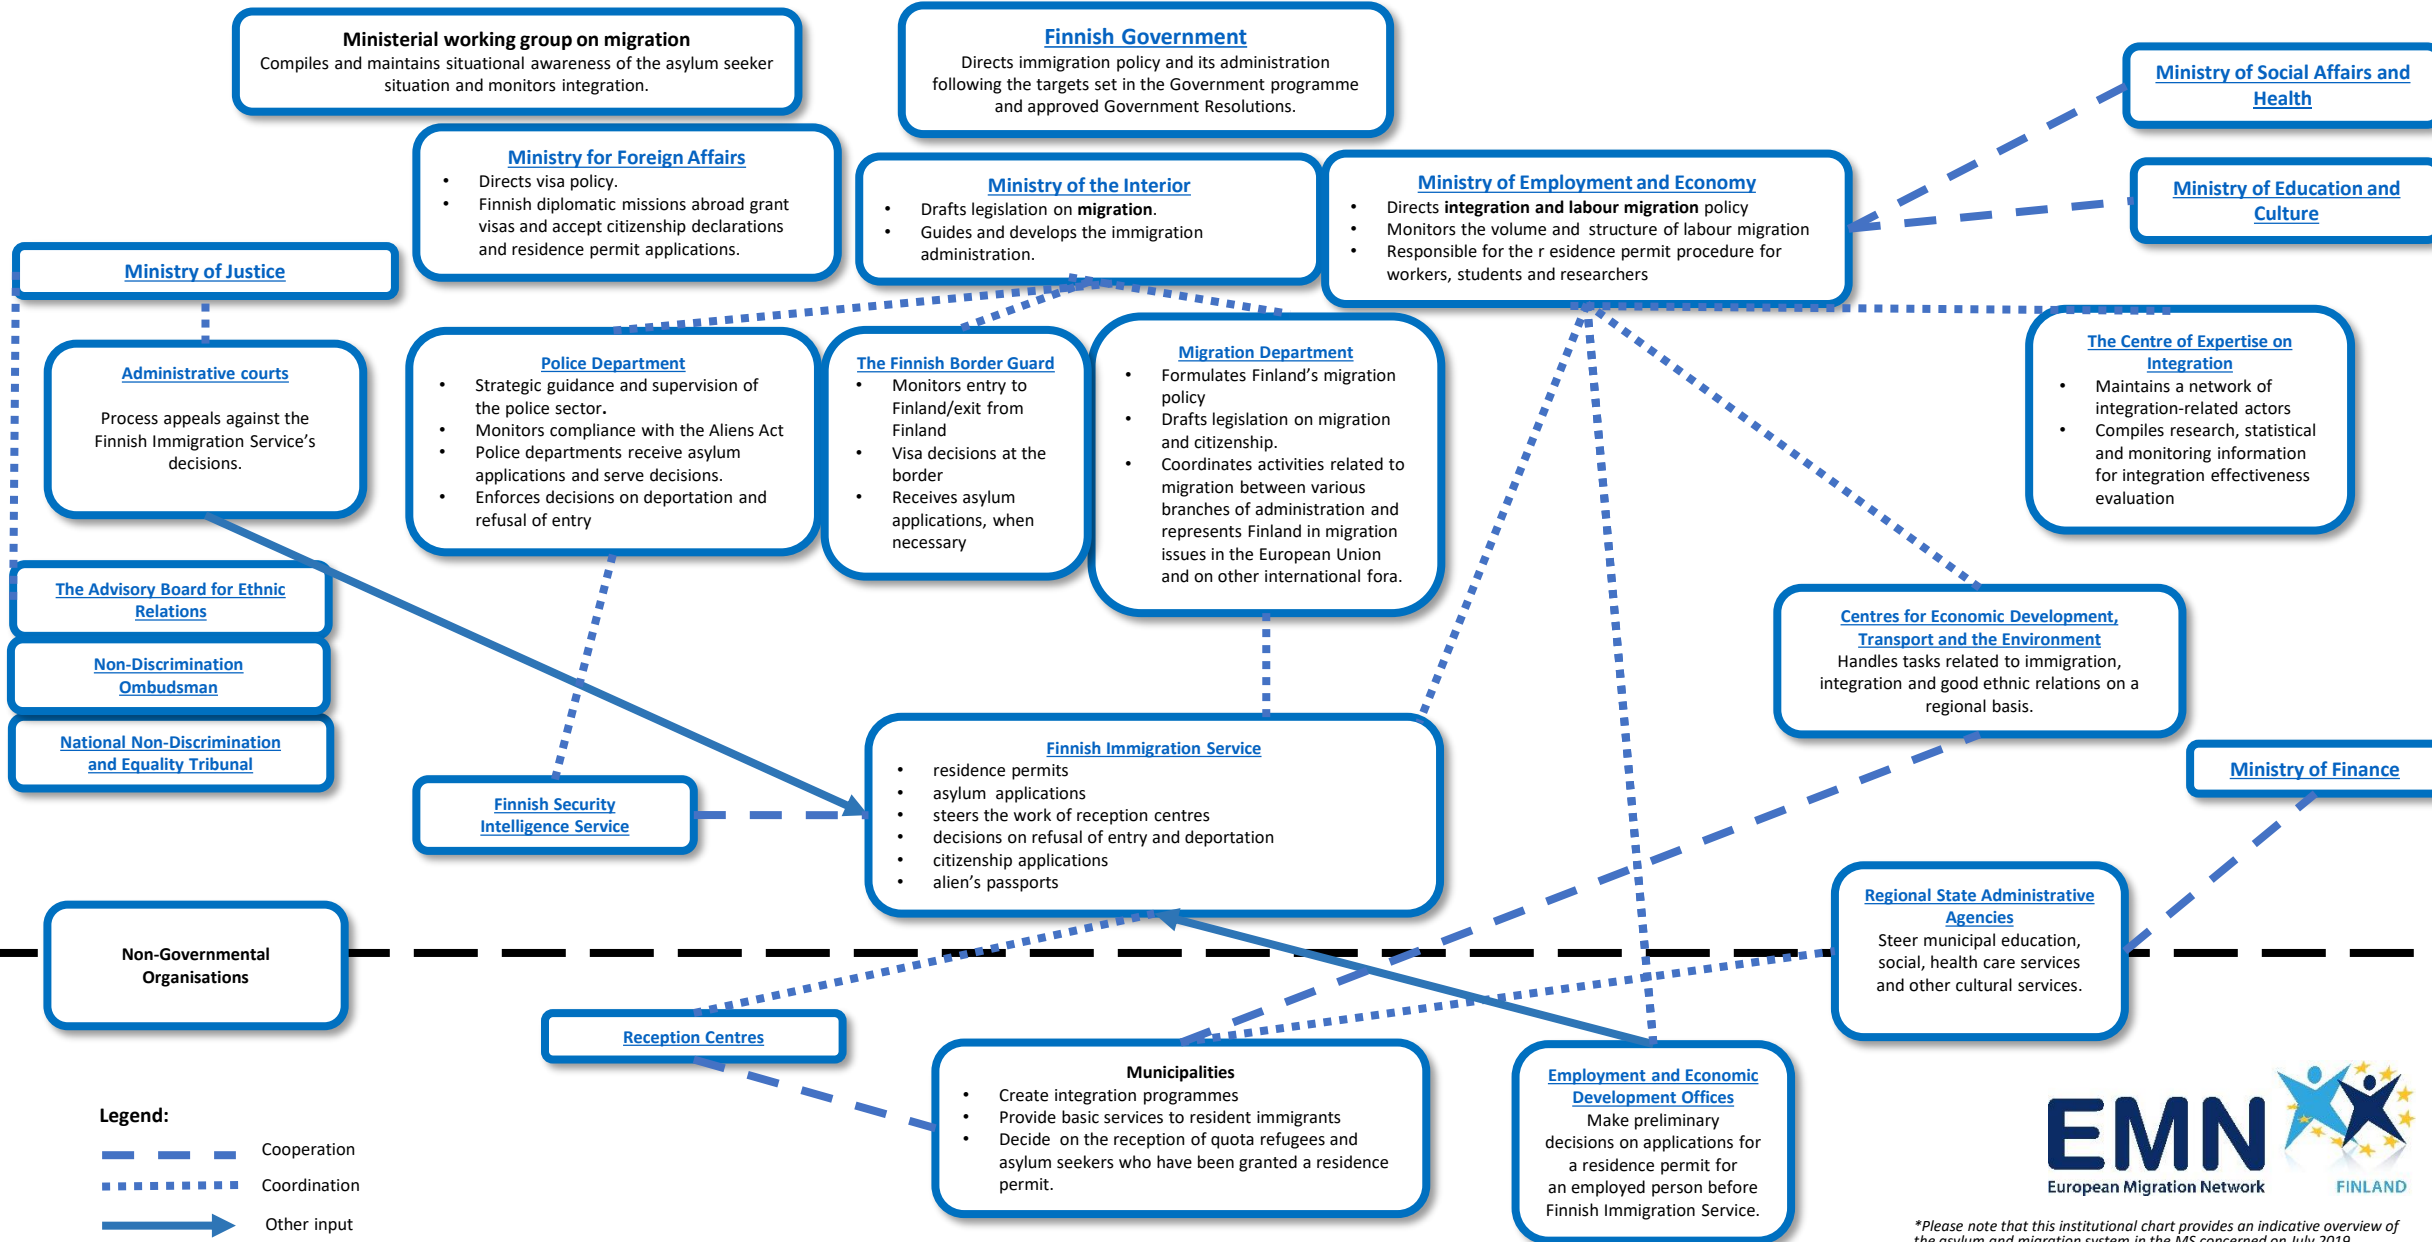 Ministerial working group on migration
Compiles and maintains situational awareness of the asylum seeker
situation and monitors integration.
Finnish Government
Directs immigration policy and its administration
following the targets set in the Government programme
and approved Government Resolutions.
Ministry of Social Affairs and
Health
Ministry for Foreign Affairs
• Directs visa policy.
• Finnish diplomatic missions abroad grant
visas and accept citizenship declarations
and residence permit applications.
Ministry of the Interior
• Drafts legislation on migration.
• Guides and develops the immigration
administration.
Ministry of Employment and Economy
• Directs integration and labour migration policy
• Monitors the volume and structure of labour migration
• Responsible for the r esidence permit procedure for
workers, students and researchers
Ministry of Education and
Culture
Ministry of Justice
Administrative courts
Process appeals against the
Finnish Immigration Service's
decisions.
Police Department
• Strategic guidance and supervision of
the police sector.
• Monitors compliance with the Aliens Act
• Police departments receive asylum
applications and serve decisions.
• Enforces decisions on deportation and
refusal of entry
The Finnish Border Guard
• Monitors entry to
Finland/exit from
Finland
• Visa decisions at the
border
• Receives asylum
applications, when
necessary
Migration Department
• Formulates Finland's migration
policy
• Drafts legislation on migration
and citizenship.
• Coordinates activities related to
migration between various
branches of administration and
represents Finland in migration
issues in the European Union
and on other international fora.
The Centre of Expertise on
Integration
• Maintains a network of
integration-related actors
• Compiles research, statistical
and monitoring information
for integration effectiveness
evaluation
The Advisory Board for Ethnic
Relations
Non-Discrimination
Ombudsman
National Non-Discrimination
and Equality Tribunal
Centres for Economic Development,
Transport and the Environment
Handles tasks related to immigration,
integration and good ethnic relations on a
regional basis.
Finnish Security
Intelligence Service
Finnish Immigration Service
• residence permits
• asylum applications
• steers the work of reception centres
• decisions on refusal of entry and deportation
• citizenship applications
• alien's passports
Ministry of Finance
Regional State Administrative
Agencies
Steer municipal education,
social, health care services
and other cultural services.
Non-Governmental
Organisations
Reception Centres
Municipalities
• Create integration programmes
• Provide basic services to resident immigrants
• Decide on the reception of quota refugees and
asylum seekers who have been granted a residence
permit.
Employment and Economic
Development Offices
Make preliminary
decisions on applications for
a residence permit for
an employed person before
Finnish Immigration Service.
Legend:
Cooperation
Coordination
Other input
EMN
European Migration Network
FINLAND
*Please note that this institutional chart provides an indicative overview of
the asylum and migration system in the MS concerned on July 2019